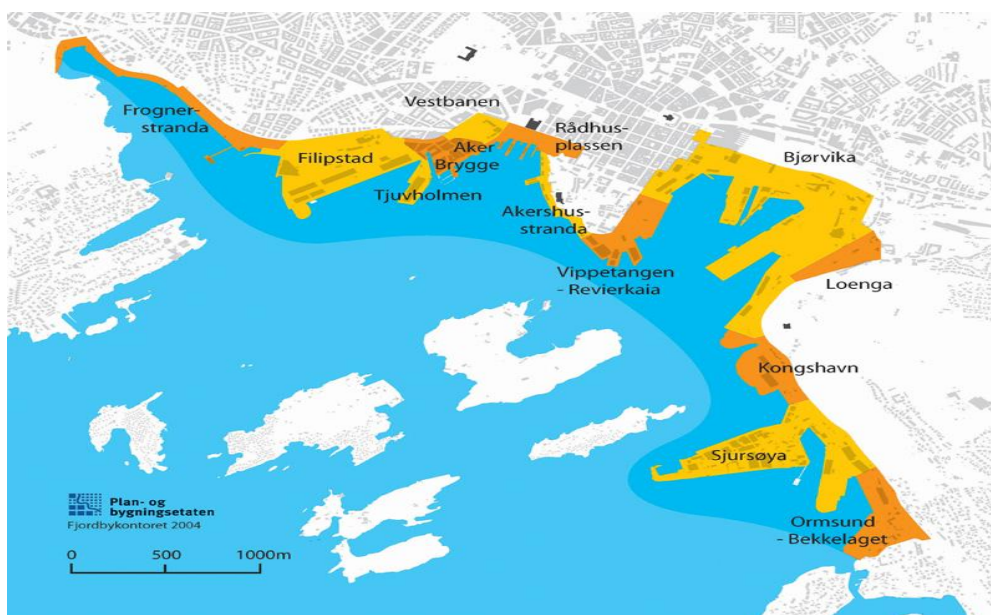 Vestbanen
Frogner-
stranda
Rådhus-
plassen
Filipstad
Aker
Brygge
Bjørvika
Tjuvholmen
Akershus-
stranda
Vippetangen
- Revierkaia
Loenga
Kongshavn
Sjursøya
Ormsund
- Bekkelaget
Plan- og
bygningsetaten
Fjordbykontoret 2004
0 500 1000m